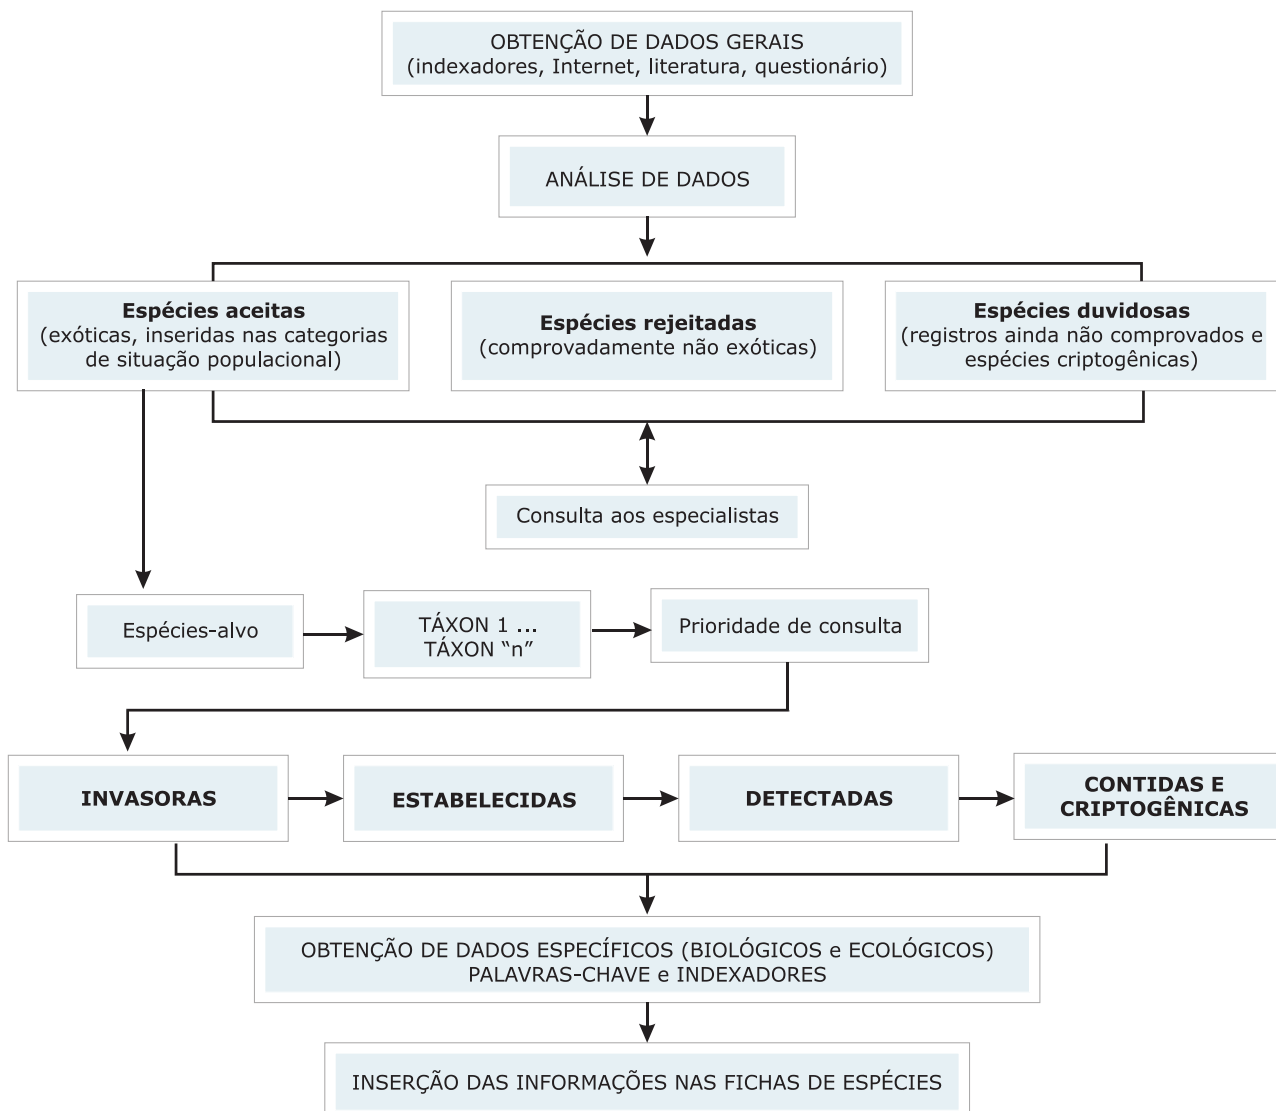 OBTENÇÃO DE DADOS GERAIS
(indexadores, Internet, literatura, questionário)
ANÁLISE DE DADOS
Espécies aceitas
(exóticas, inseridas nas categorias
de situação populacional)
Espécies rejeitadas
(comprovadamente não exóticas)
Espécies duvidosas
(registros ainda não comprovados e
espécies criptogênicas)
Consulta aos especialistas
Espécies-alvo
TÁXON 1 ...
TÁXON “n”
Prioridade de consulta
INVASORAS
ESTABELECIDAS
DETECTADAS
CONTIDAS E
CRIPTOGÊNICAS
OBTENÇÃO DE DADOS ESPECÍFICOS (BIOLÓGICOS e ECOLÓGICOS)
PALAVRAS-CHAVE e INDEXADORES
INSERÇÃO DAS INFORMAÇÕES NAS FICHAS DE ESPÉCIES